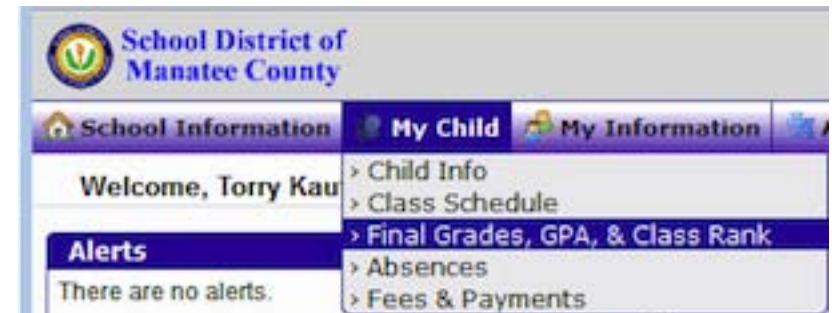 School District of
Manatee County
School Information My Child My Information
Welcome, Torry
> Child Info
> Class Schedule
> Final Grades, GPA, & Class Rank
> Absences
> Fees & Payments
Alerts
There are no alerts.